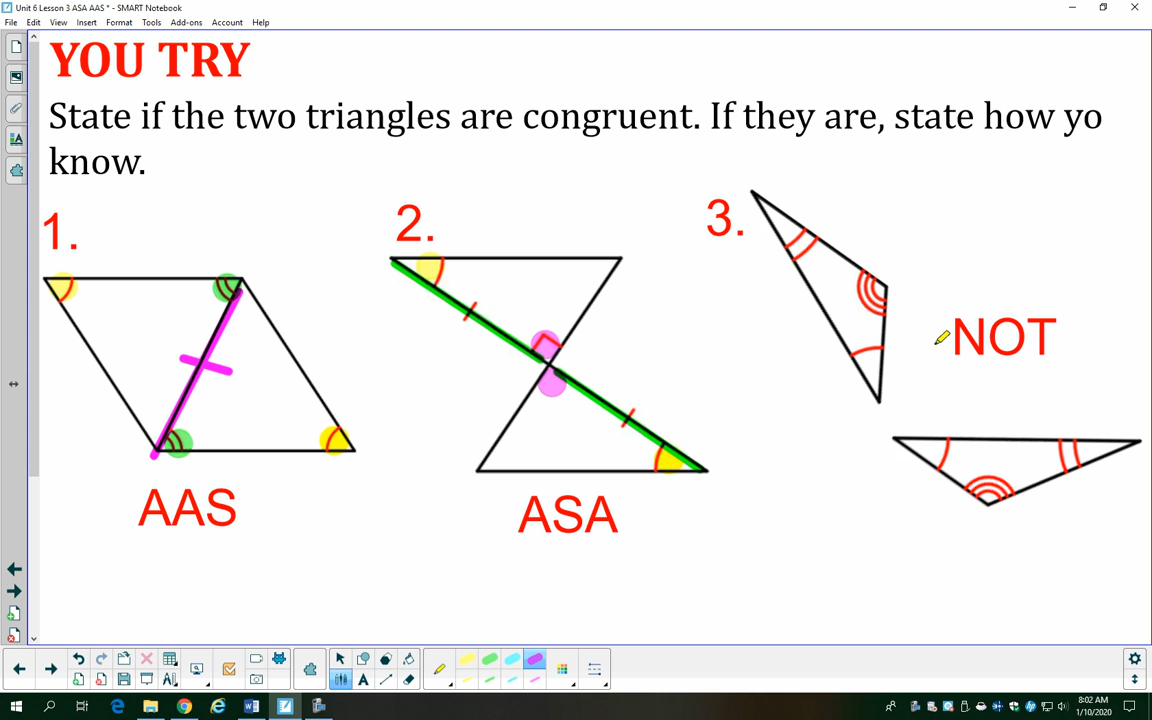 Unit 6 Lesson 3 ASA AAS * - SMART Notebook
File Edit View Insert Format Tools Add-ons Account Help
YOU TRY
State if the two triangles are congruent. If they are, state how yo
know.
1.
2.
3.
NOT
AAS
ASA
8:02 AM
1/10/2020